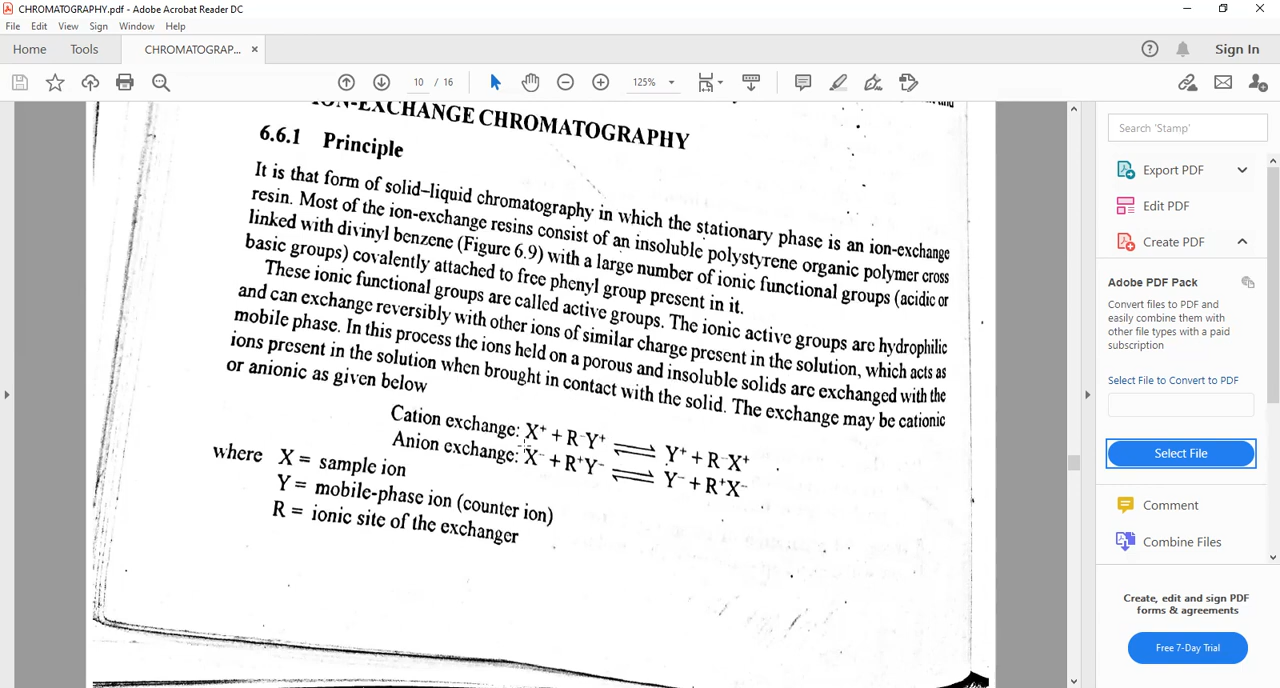 CHROMATOGRAPHY.pdf - Adobe Acrobat Reader DC
File Edit View Sign Window Help
Home Tools CHROMATOGRAP... × Sign In
10 / 16 125%
ION-EXCHANGE CHROMATOGRAPHY
6.6.1 Principle
It is that form of solid–liquid chromatography in which the stationary phase is an ion-exchange
resin. Most of the ion-exchange resins consist of an insoluble polystyrene organic polymer cross
linked with divinyl benzene (Figure 6.9) with a large number of ionic functional groups (acidic or
basic groups) covalently attached to free phenyl group present in it.
These ionic functional groups are called active groups. The ionic active groups are hydrophilic
and can exchange reversibly with other ions of similar charge present in the solution, which acts as
mobile phase. In this process the ions held on a porous and insoluble solids are exchanged with the
ions present in the solution when brought in contact with the solid. The exchange may be cationic
or anionic as given below
Cation exchange: X⁺ + R⁻Y⁺ ⇌ Y⁺ + R⁻X⁺
Anion exchange: X⁻ + R⁺Y⁻ ⇌ Y⁻ + R⁺X⁻
where X = sample ion
Y = mobile-phase ion (counter ion)
R = ionic site of the exchanger
Search 'Stamp'
Export PDF
Edit PDF
Create PDF
Adobe PDF Pack
Convert files to PDF and
easily combine them with
other file types with a paid
subscription
Select File to Convert to PDF
Select File
Comment
Combine Files
Create, edit and sign PDF
forms & agreements
Free 7-Day Trial